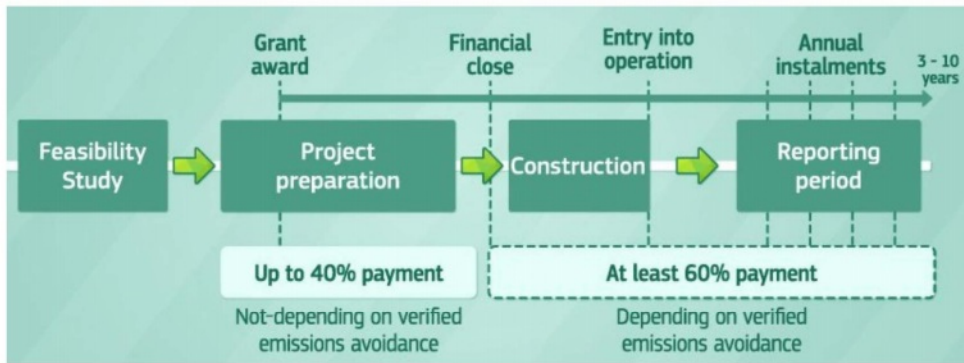 Grant
award
Financial
close
Entry into
operation
Annual
instalments
3 - 10
years
Feasibility
Study
Project
preparation
Construction
Reporting
period
Up to 40% payment
At least 60% payment
Not-depending on verified
emissions avoidance
Depending on verified
emissions avoidance